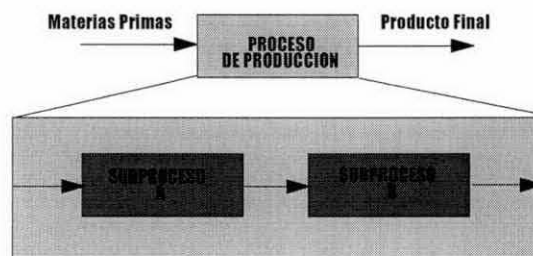 Materias Primas
Producto Final
PROCESO
DE PRODUCCION
SUBPROCESO
A
SUBPROCESO